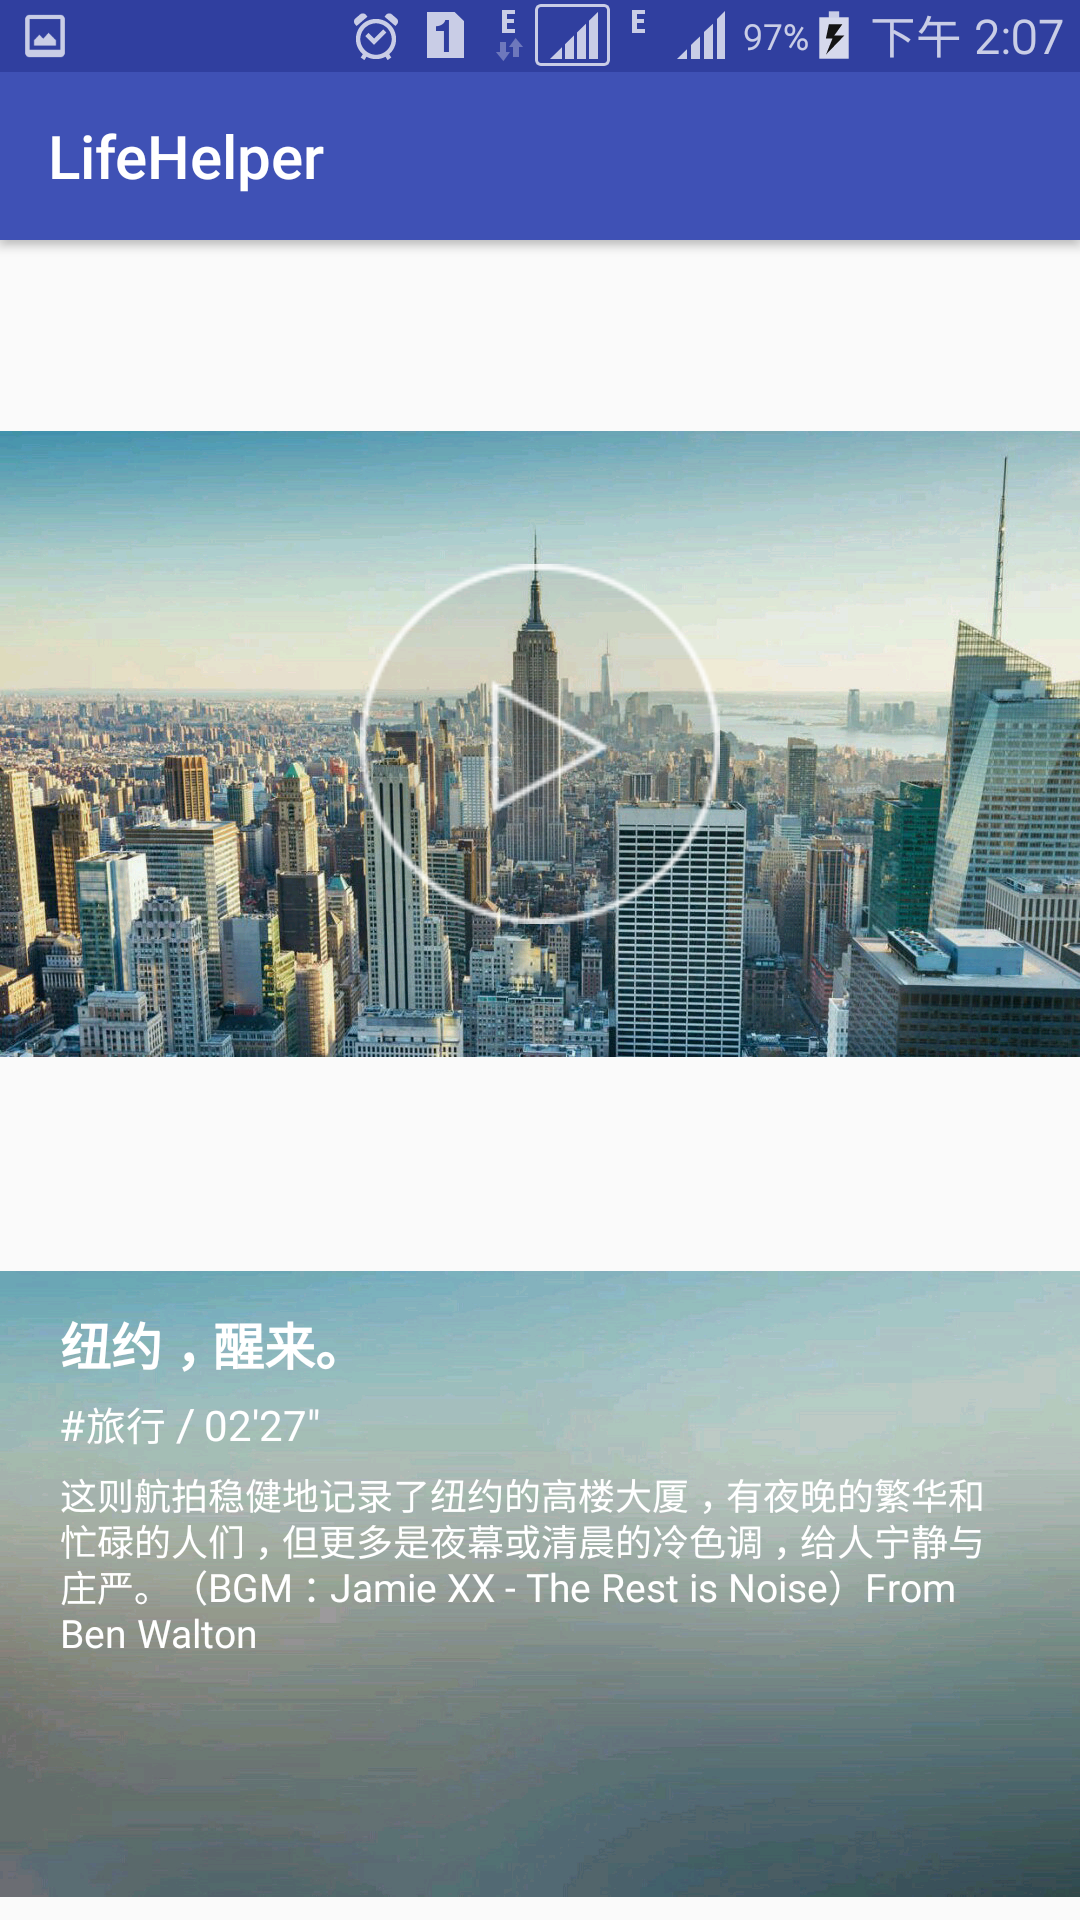 1 E E 97% 下午 2:07
LifeHelper
纽约，醒来。
#旅行 / 02'27"
这则航拍稳健地记录了纽约的高楼大厦，有夜晚的繁华和
忙碌的人们，但更多是夜幕或清晨的冷色调，给人宁静与
庄严。（BGM：Jamie XX - The Rest is Noise）From
Ben Walton